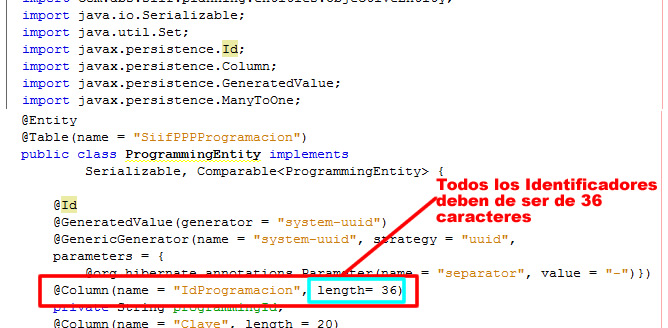 import java.io.Serializable;
import java.util.Set;
import javax.persistence.Id;
import javax.persistence.Column;
import javax.persistence.GeneratedValue;
import javax.persistence.ManyToOne;
@Entity
@Table(name = "SiifPPPProgramacion")
public class ProgrammingEntity implements
Serializable, Comparable<ProgrammingEntity> {
Todos los Identificadores
deben de ser de 36
caracteres
@Id
@GeneratedValue(generator = "system-uuid")
@GenericGenerator(name = "system-uuid", strategy = "uuid",
parameters = {
@org.hibernate.annotations.Parameter(name = "separator", value = "-")})
@Column(name = "IdProgramacion", length= 36)
private String programmingId;
@Column(name = "Clave", length = 20)